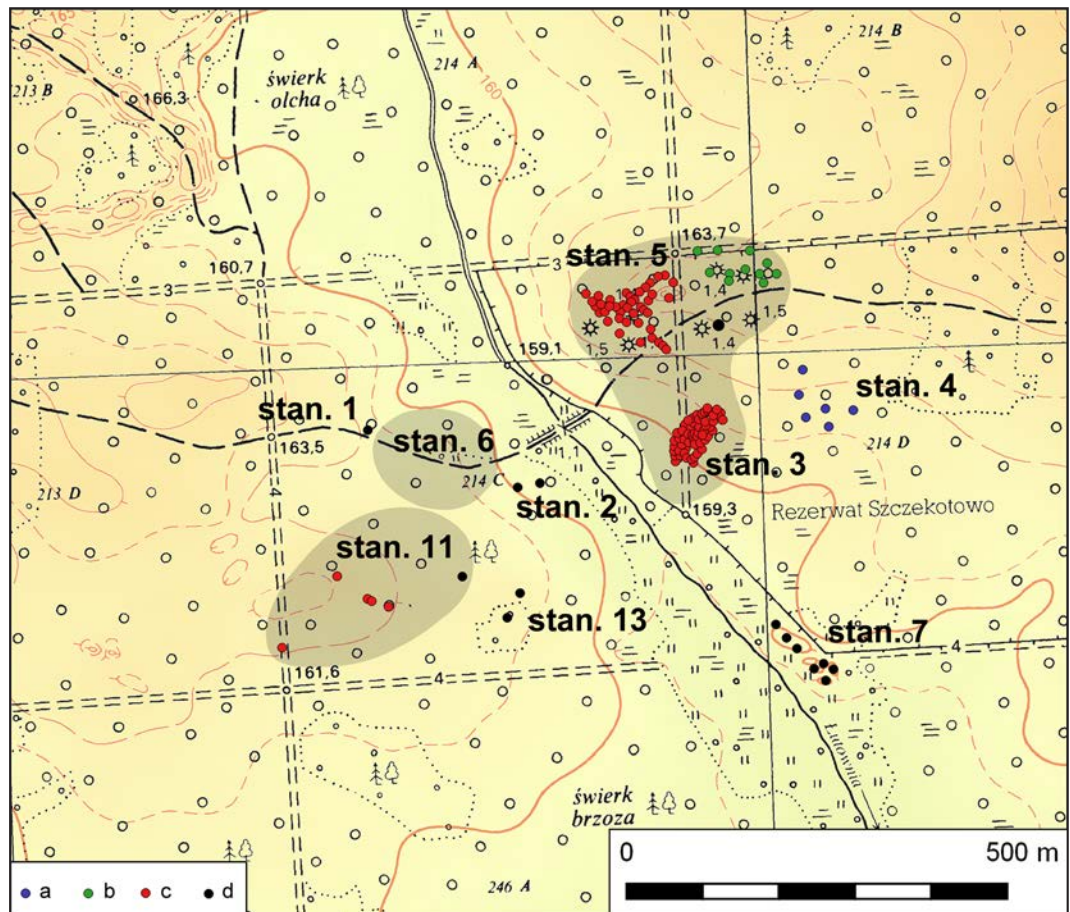 165
214 A
160
214 B
świerk
olcha
213 B
166,3
163,7
stan. 5
160,7
3
3
1,4
1,5
1,5
1,4
159,1
stan. 4
stan. 1
stan. 6
163,5
1,1
214 D
214 C
stan. 3
213 D
4
stan. 2
159,3
Rezerwat Szczekotowo
stan. 11
stan. 13
stan. 7
4
161,6
4
Lutownia
świerk
brzoza
0 500 m
a b c d
246 A